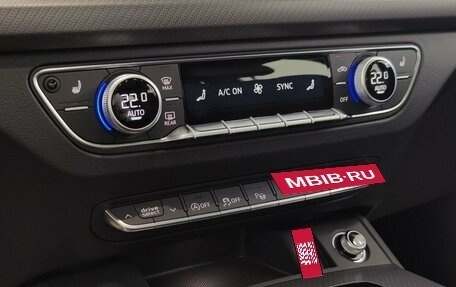 MAX
22.0
AUTO
REAR
A/C ON
SYNC
22.0
AUTO
OFF
drive
select
OFF
OFF
P
MBIB-RU